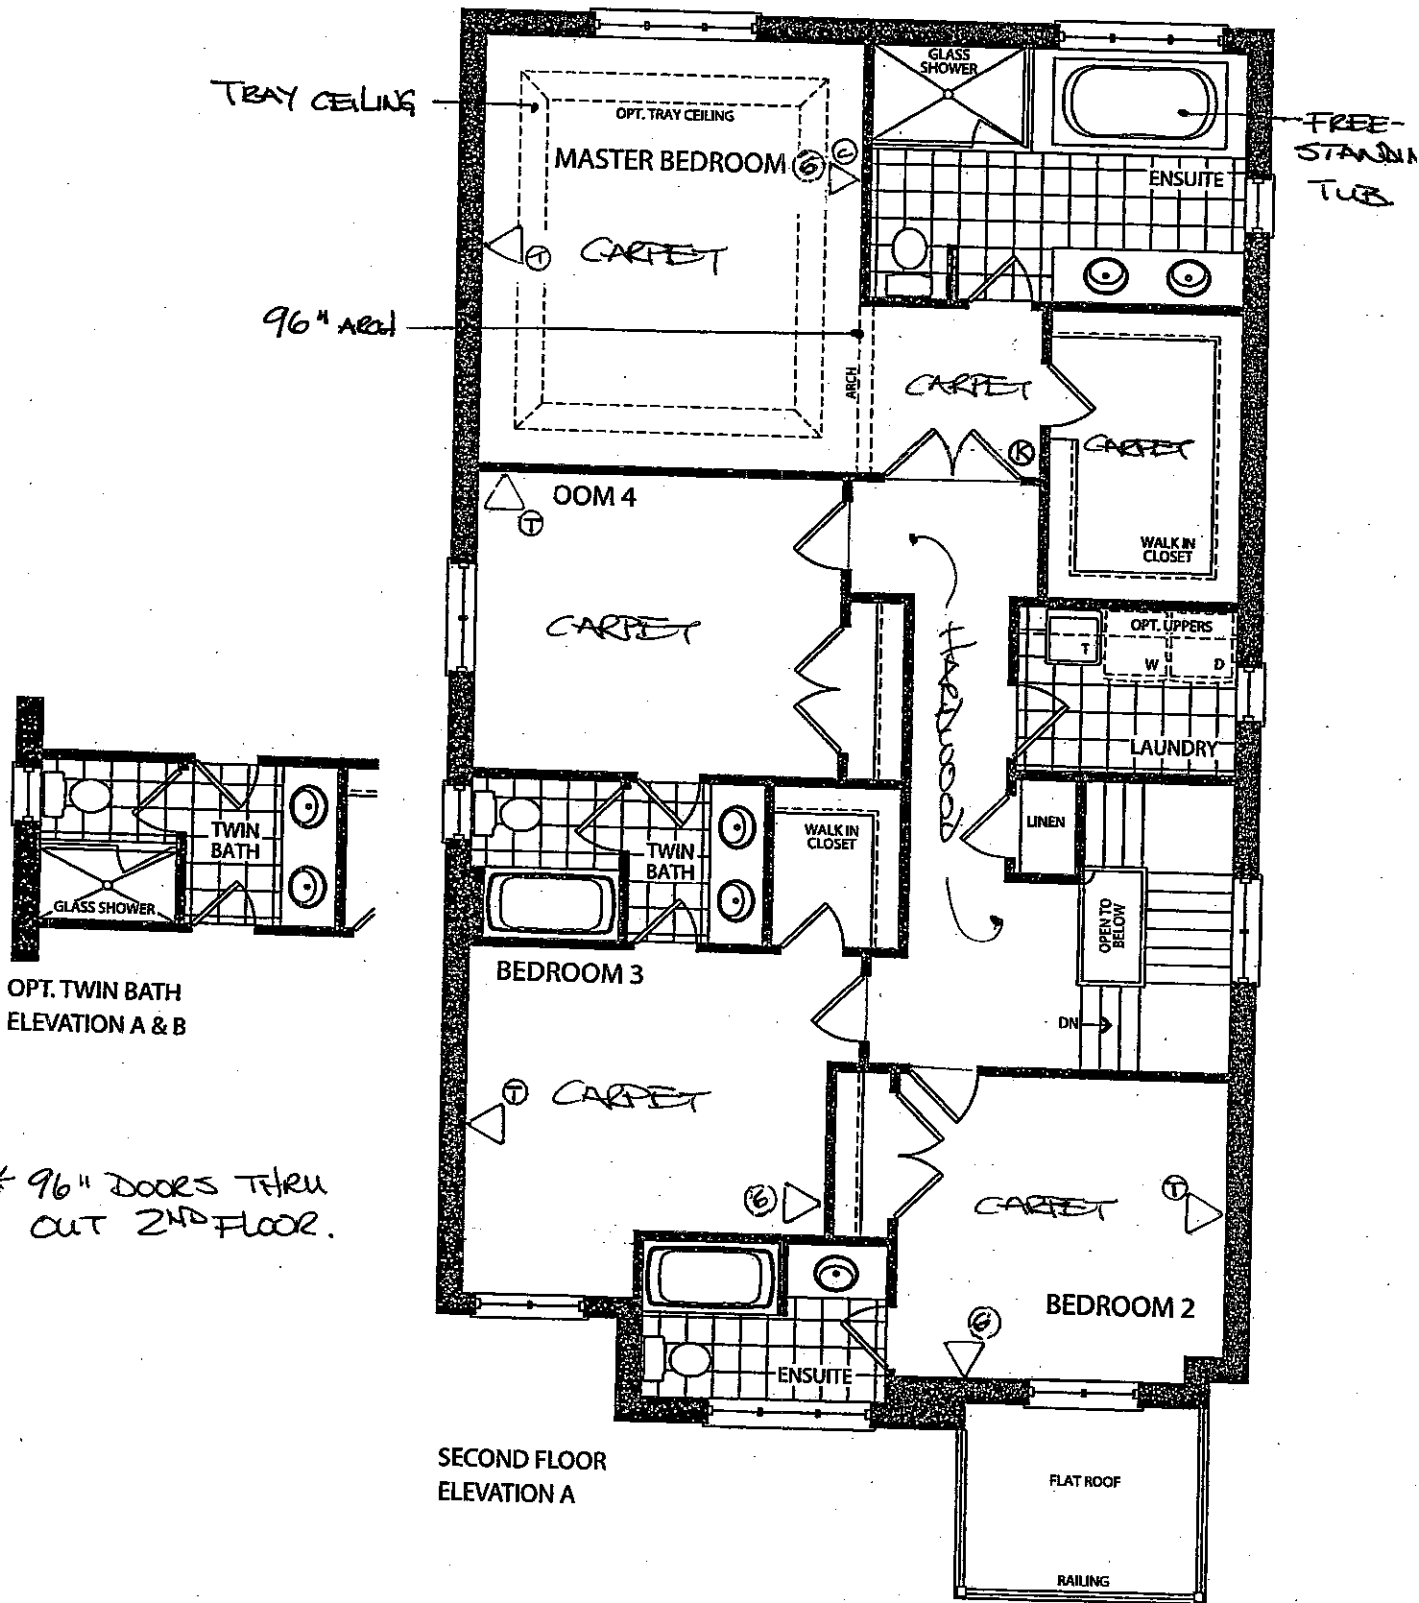 TRAY CEILING
OPT. TRAY CEILING
MASTER BEDROOM
6
C
GLASS
SHOWER
FREE-
STANDIN
TUB
ENSUITE
T
CARPET
96" ARCH
ARCH
CARPET
K
CARPET
WALK IN
CLOSET
OOM 4
T
CARPET
HARDWOOD
OPT. UPPERS
T
W
D
LAUNDRY
LINEN
TWIN
BATH
WALK IN
CLOSET
TWIN
BATH
GLASS SHOWER
OPT. TWIN BATH
ELEVATION A & B
OPEN TO
BELOW
DN
BEDROOM 3
T
CARPET
* 96" DOORS THRU
OUT 2ND FLOOR.
6
CARPET
T
BEDROOM 2
6
ENSUITE
SECOND FLOOR
ELEVATION A
FLAT ROOF
RAILING